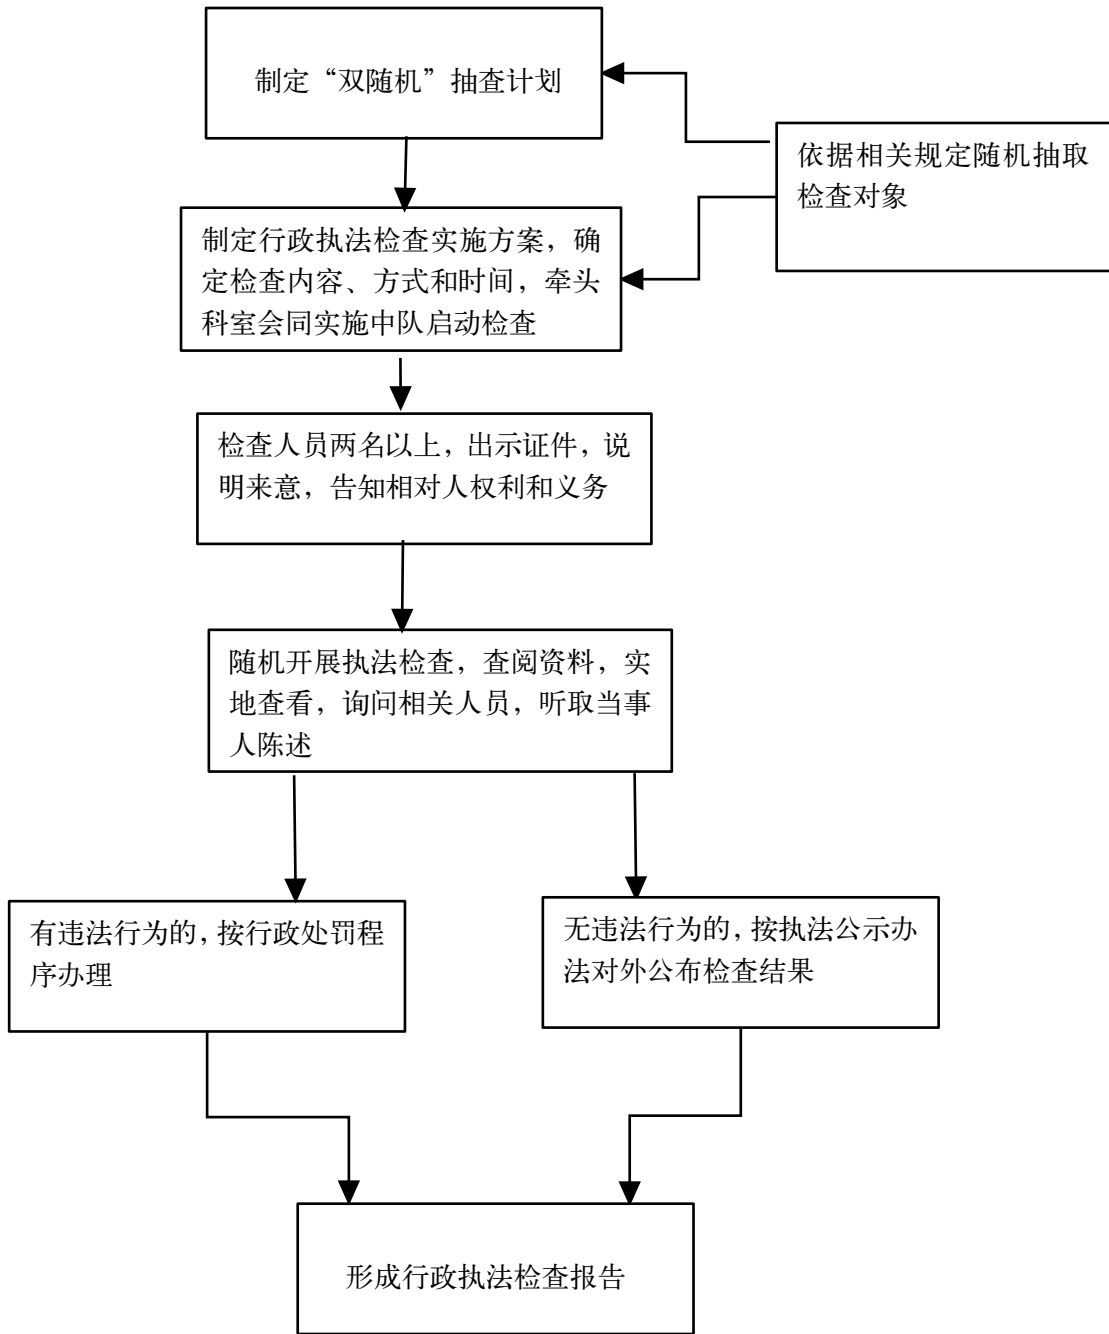 制定“双随机”抽查计划
依据相关规定随机抽取
检查对象
制定行政执法检查实施方案，确
定检查内容、方式和时间，牵头
科室会同实施中队启动检查
检查人员两名以上，出示证件，说
明来意，告知相对人权利和义务
随机开展执法检查，查阅资料，实
地查看，询问相关人员，听取当事
人陈述
有违法行为的，按行政处罚程
序办理
无违法行为的，按执法公示办
法对外公布检查结果
形成行政执法检查报告